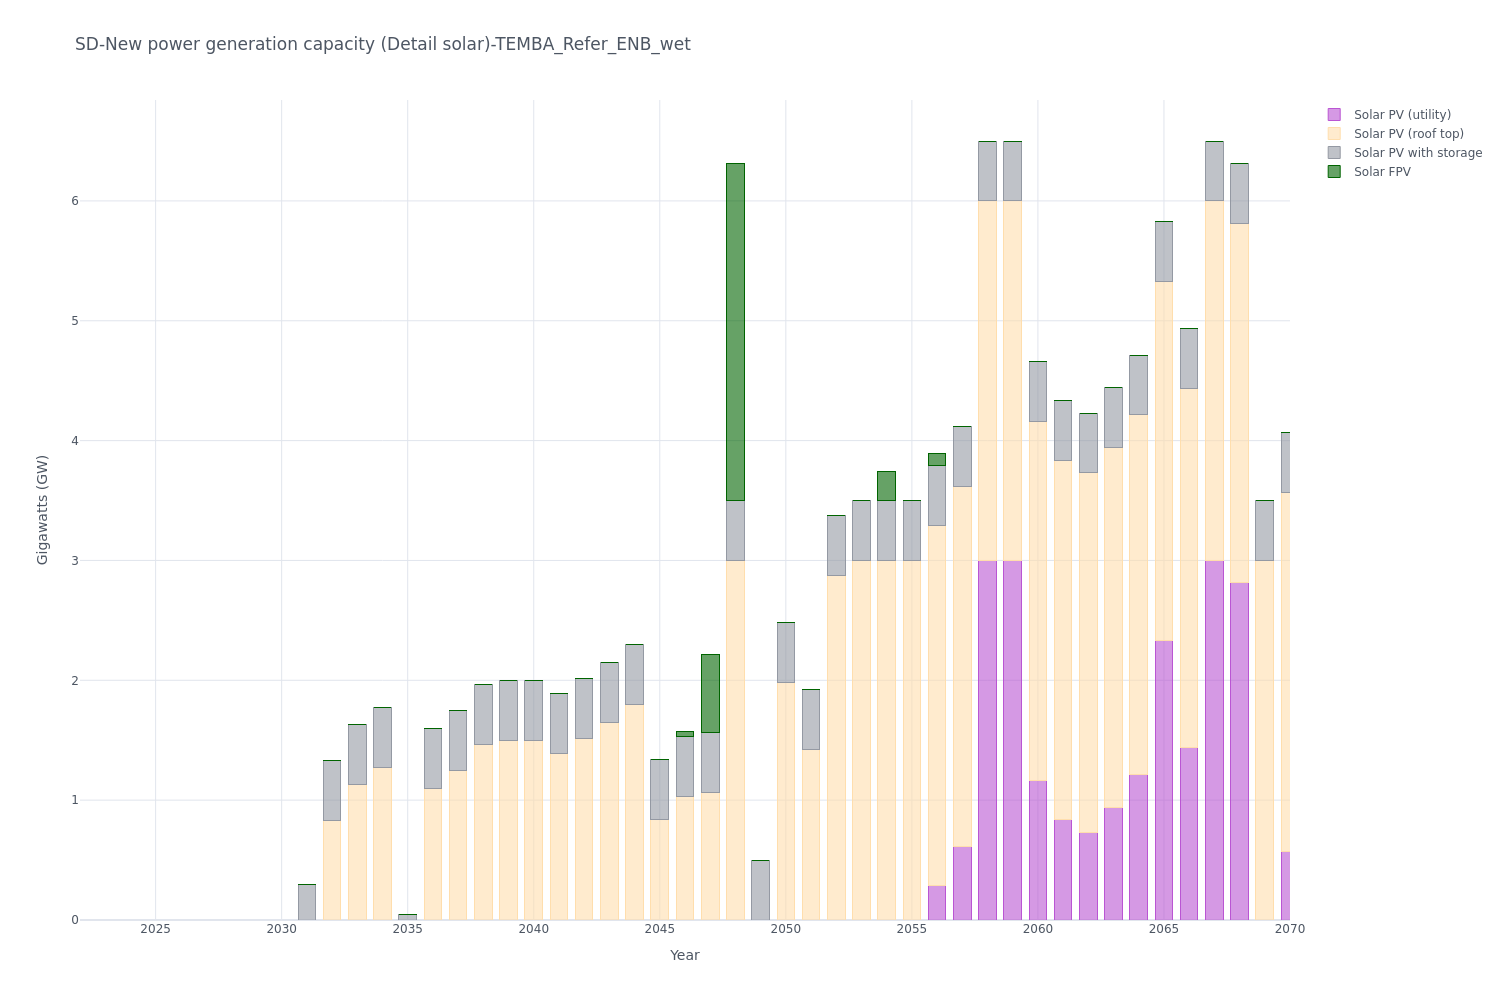 SD-New power generation capacity (Detail solar)-TEMBA_Refer_ENB_wet
Solar PV (utility)
Solar PV (roof top)
Solar PV with storage
Solar FPV
Gigawatts (GW)
6
5
4
3
2
1
0
2025 2030 2035 2040 2045 2050 2055 2060 2065 2070
Year